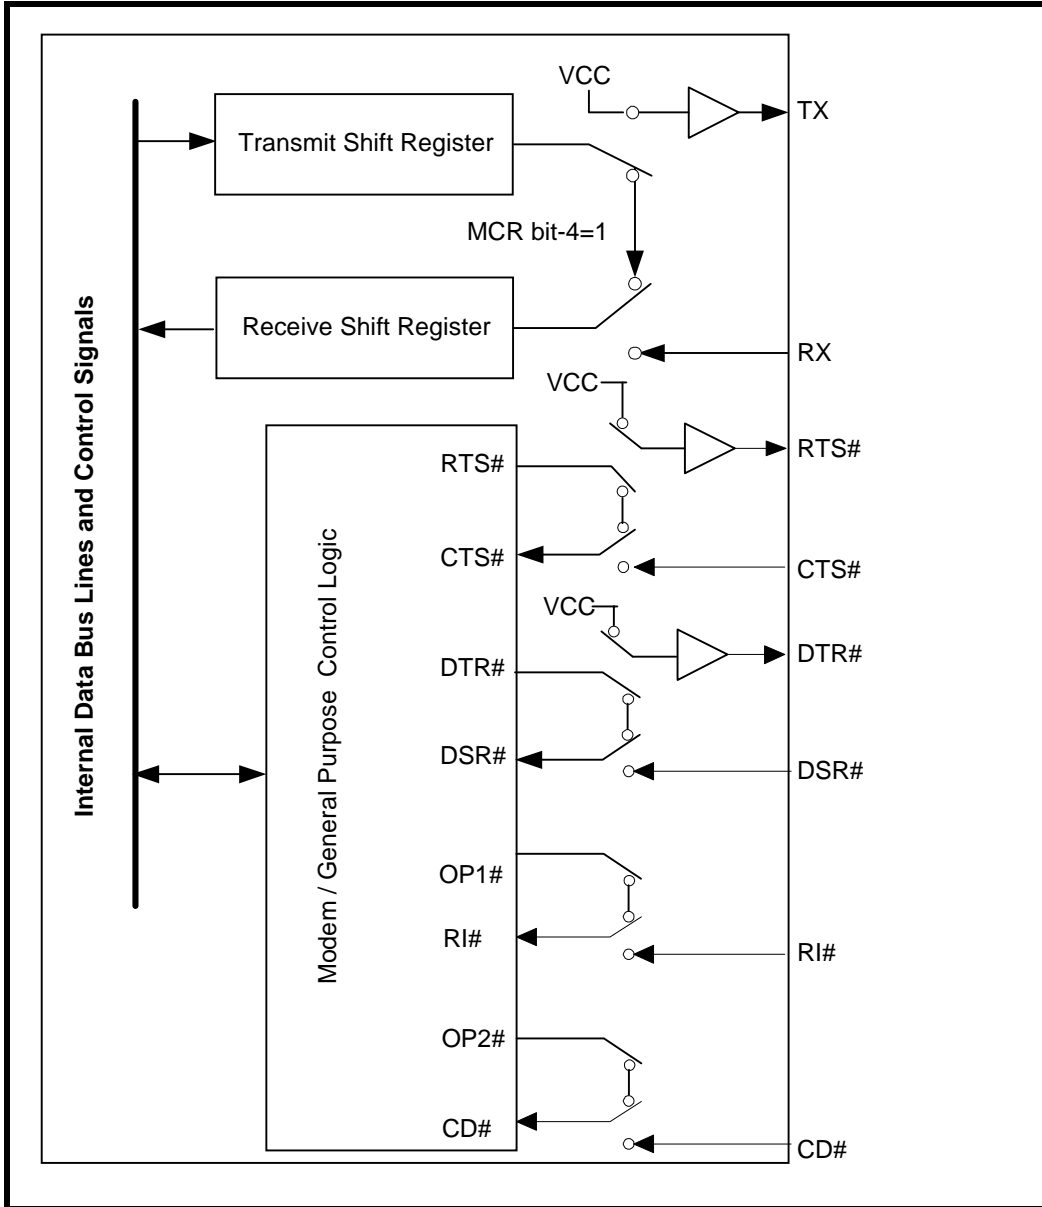 VCC
TX
Transmit Shift Register
MCR bit-4=1
Receive Shift Register
RX
VCC
RTS#
RTS#
CTS#
CTS#
VCC
DTR#
DTR#
DSR#
DSR#
OP1#
RI#
RI#
OP2#
CD#
CD#
Internal Data Bus Lines and Control Signals
Modem / General Purpose Control Logic